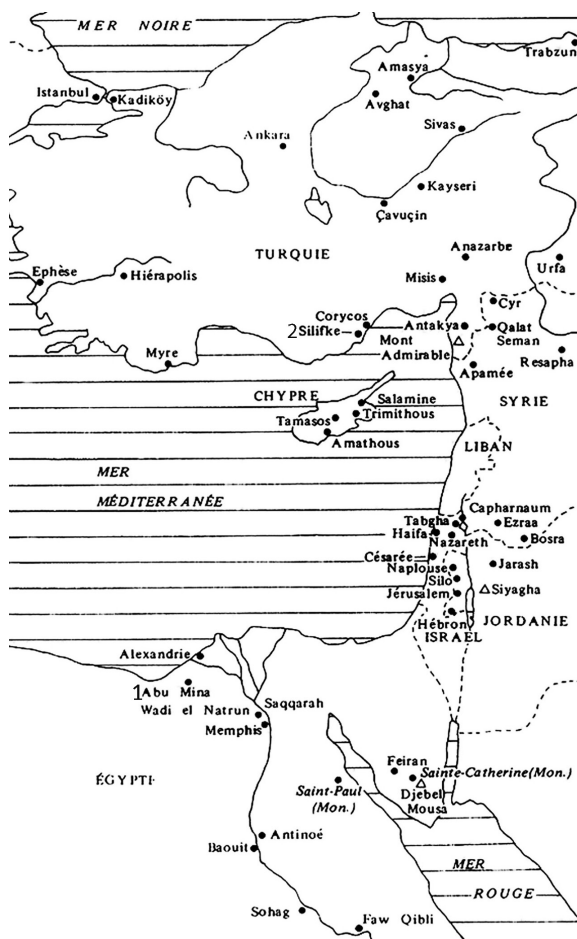 MER NOIRE
Trabzun
Amasya
Istanbul
Kadiköy
Avghat
Sivas
Ankara
Kayseri
Çavuçin
TURQUIE
Anazarbe
Urfa
Ephèse
Hiérapolis
Misis
Cyr
Corycos
2 Silifke
Antakya
Qalat
Seman
Mont
Admirable
Myre
Resapha
Apamée
CHYPRE
Salamine
SYRIE
Tamasos
Trimithous
Amathous
LIBAN
MER
MÉDITERRANÉE
Capharnaum
Tabgha
Ezraa
Haifa
Nazareth
Bosra
Césarée
Naplouse
Jarash
Silo
Siyagha
Jérusalem
Hébron
JORDANIE
ISRAEL
Alexandrie
1 Abu Mina
Wadi el Natrun
Saqqarah
Memphis
Feiran
ÉGYPTE
Sainte-Catherine (Mon.)
Saint-Paul
(Mon.)
Djebel
Mousa
Antinoé
Baouit
MER
ROUGE
Sohag
Faw Qibli